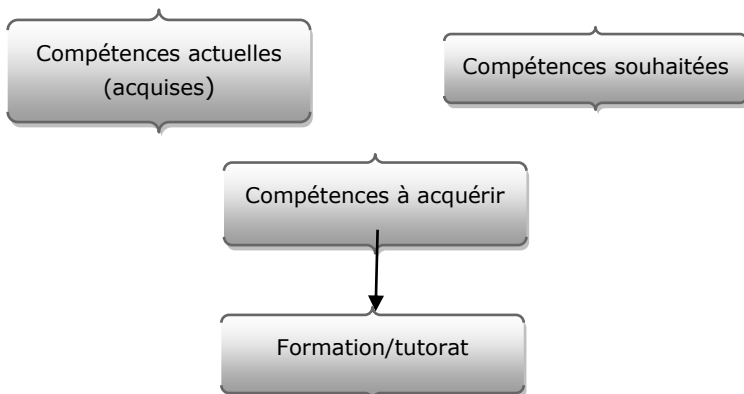 Compétences actuelles
(acquises)
Compétences souhaitées
Compétences à acquérir
Formation/tutorat